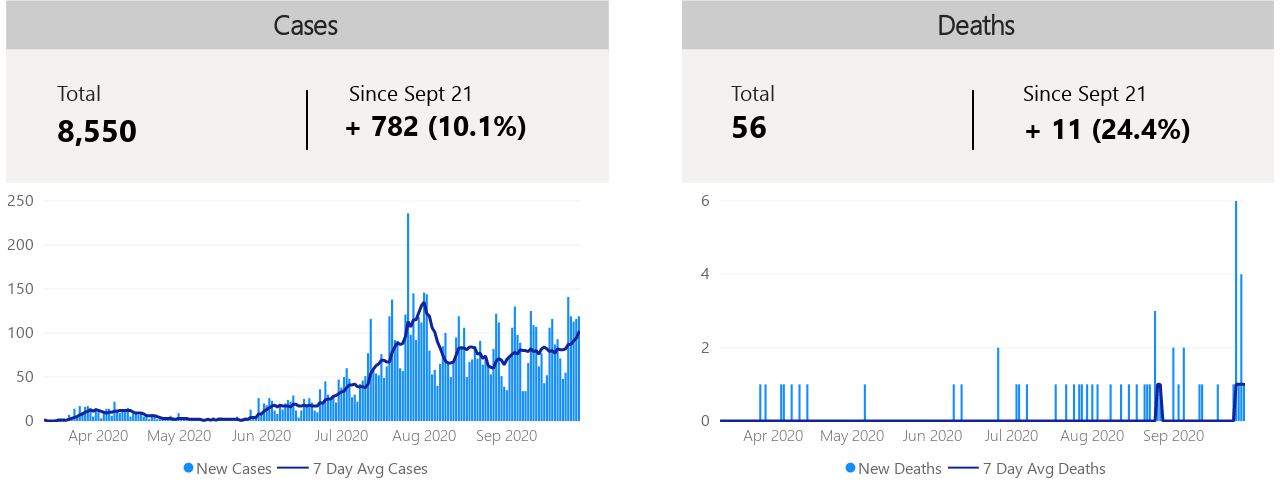 Cases
Total
8,550
Since Sept 21
+ 782 (10.1%)
250
200
150
100
50
0
Apr 2020 May 2020 Jun 2020 Jul 2020 Aug 2020 Sep 2020
New Cases 7 Day Avg Cases
Deaths
Total
56
Since Sept 21
+ 11 (24.4%)
6
4
2
0
Apr 2020 May 2020 Jun 2020 Jul 2020 Aug 2020 Sep 2020
New Deaths 7 Day Avg Deaths